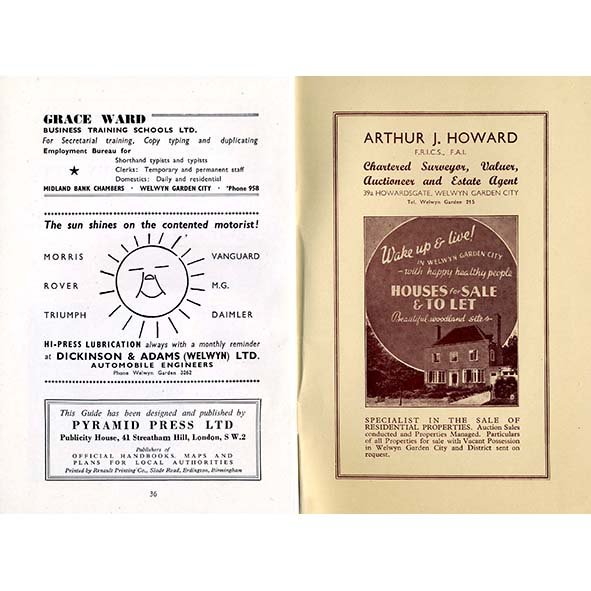 GRACE WARD
BUSINESS TRAINING SCHOOLS LTD.
For Secretarial training, Copy typing and duplicating
Employment Bureau for
Shorthand typists and typists
Clerks: Temporary and permanent staff
Domestics: Daily and residential
MIDLAND BANK CHAMBERS · WELWYN GARDEN CITY · 'Phone 958
The sun shines on the contented motorist!
MORRIS
VANGUARD
ROVER
M.G.
TRIUMPH
DAIMLER
HI-PRESS LUBRICATION always with a monthly reminder
at DICKINSON & ADAMS (WELWYN) LTD.
AUTOMOBILE ENGINEERS
Phone Welwyn Garden 3262
This Guide has been designed and published by
PYRAMID PRESS LTD
Publicity House, 41 Streatham Hill, London, S W.2
Publishers of
OFFICIAL HANDBOOKS, MAPS AND
PLANS FOR LOCAL AUTHORITIES
Printed by Renault Printing Co., Slade Road, Erdington, Birmingham
36
ARTHUR J. HOWARD
F.R.I.C.S., F.A.I.
Chartered Surveyor, Valuer,
Auctioneer and Estate Agent
39a HOWARDSGATE, WELWYN GARDEN CITY
Tel. Welwyn Garden 215
Wake up & live!
IN WELWYN GARDEN CITY
-with happy healthy people
HOUSES for SALE
& TO LET
Beautiful woodland sites-
SPECIALIST IN THE SALE OF
RESIDENTIAL PROPERTIES. Auction Sales
conducted and Properties Managed. Particulars
of all Properties for sale with Vacant Possession
in Welwyn Garden City and District sent on
request.